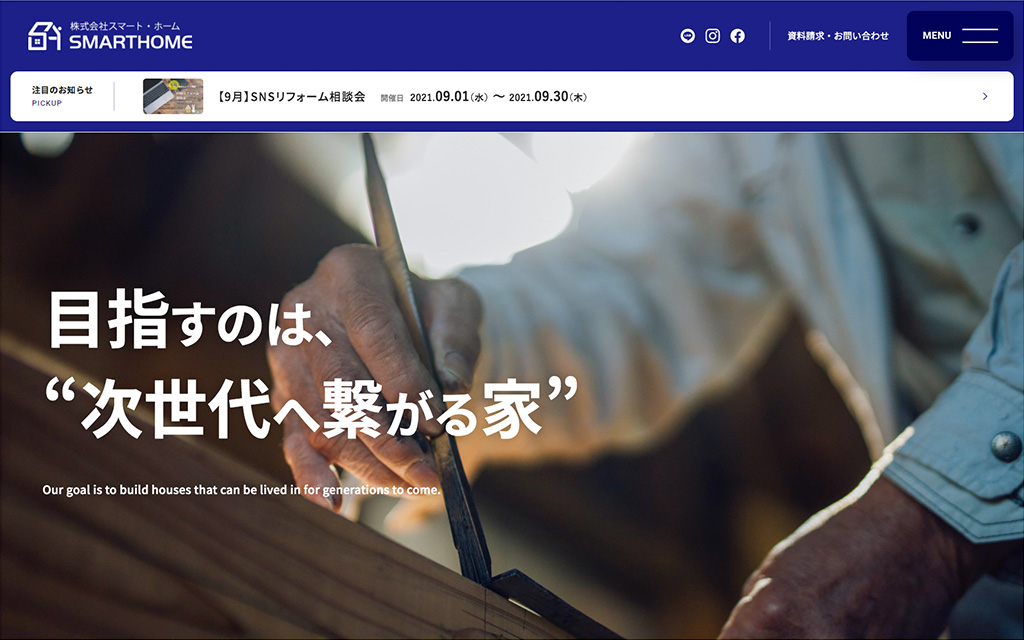 株式会社スマート・ホーム
SMARTHOME
資料請求・お問い合わせ
MENU
注目のお知らせ
PICKUP
【9月】SNSリフォーム相談会 開催日 2021.09.01（水） 〜 2021.09.30（木）
目指すのは、
“次世代へ繋がる家”
Our goal is to build houses that can be lived in for generations to come.